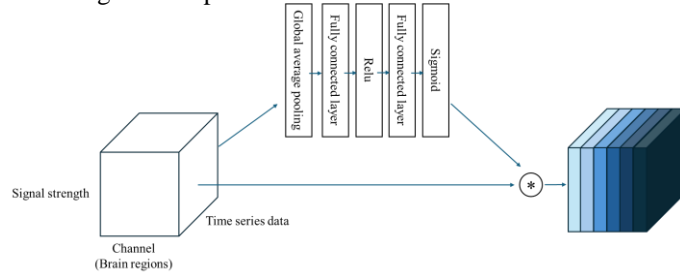 Global average pooling
Fully connected layer
Relu
Fully connected layer
Sigmoid
Signal strength
*
Time series data
Channel
(Brain regions)